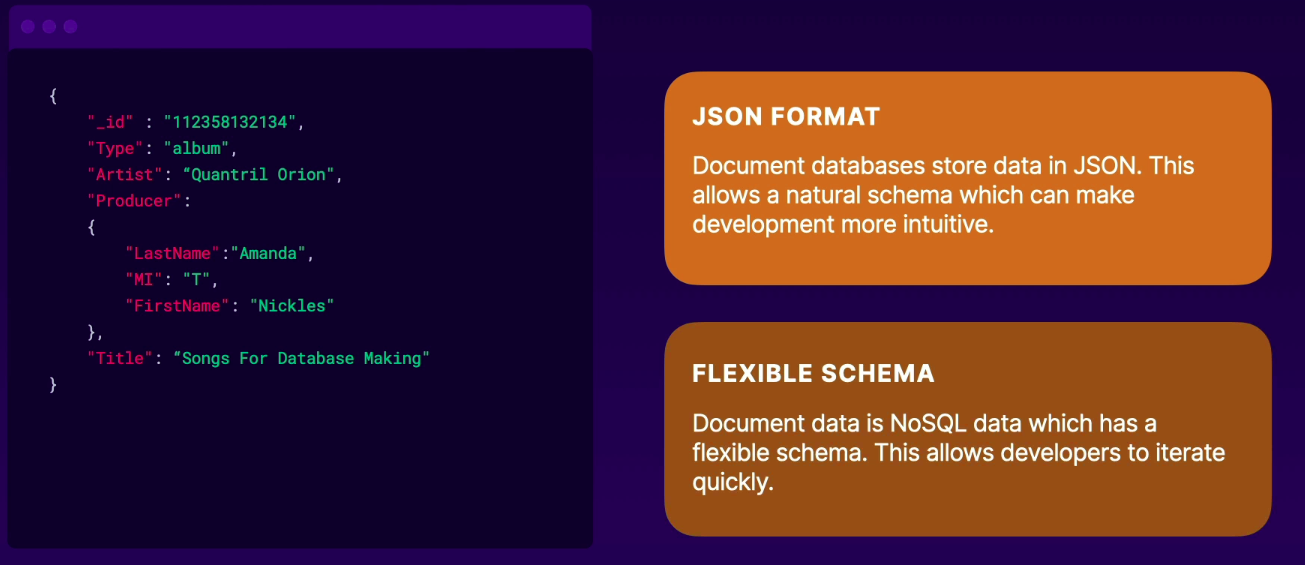 {
"_id" : "112358132134",
"Type": "album",
"Artist": “Quantril Orion",
"Producer":
{
"LastName":"Amanda",
"MI": "T",
"FirstName": "Nickles"
},
"Title": “Songs For Database Making"
}
JSON FORMAT
Document databases store data in JSON. This
allows a natural schema which can make
development more intuitive.
FLEXIBLE SCHEMA
Document data is NoSQL data which has a
flexible schema. This allows developers to iterate
quickly.